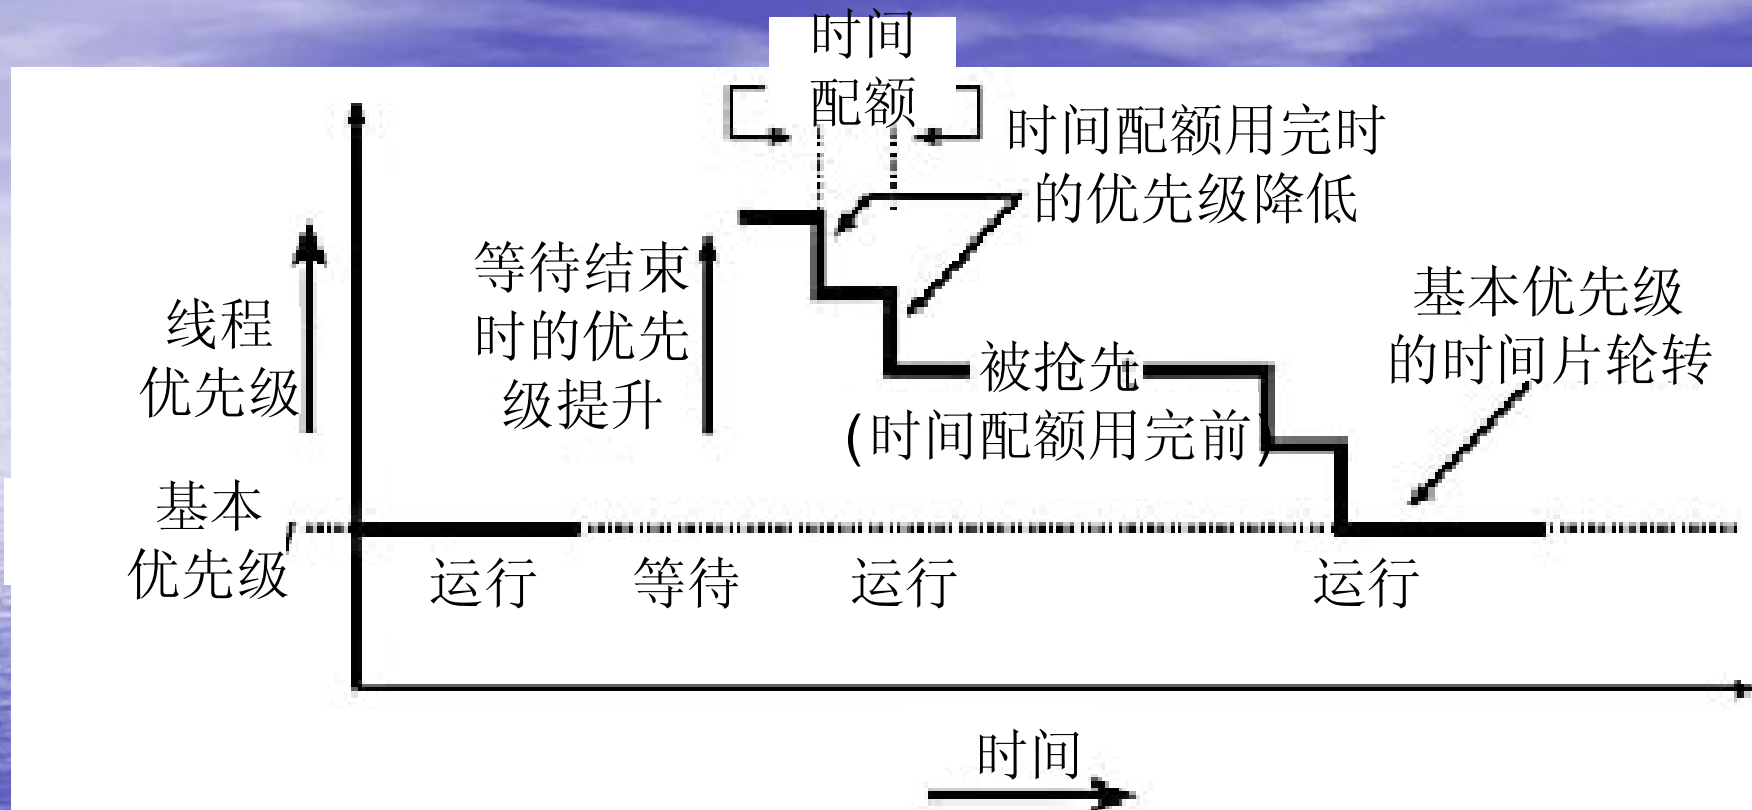 时间
配额
时间配额用完时
的优先级降低
等待结束
时的优先
级提升
线程
优先级
基本优先级
的时间片轮转
被抢先
(时间配额用完前)
基本
优先级
运行
等待
运行
运行
时间